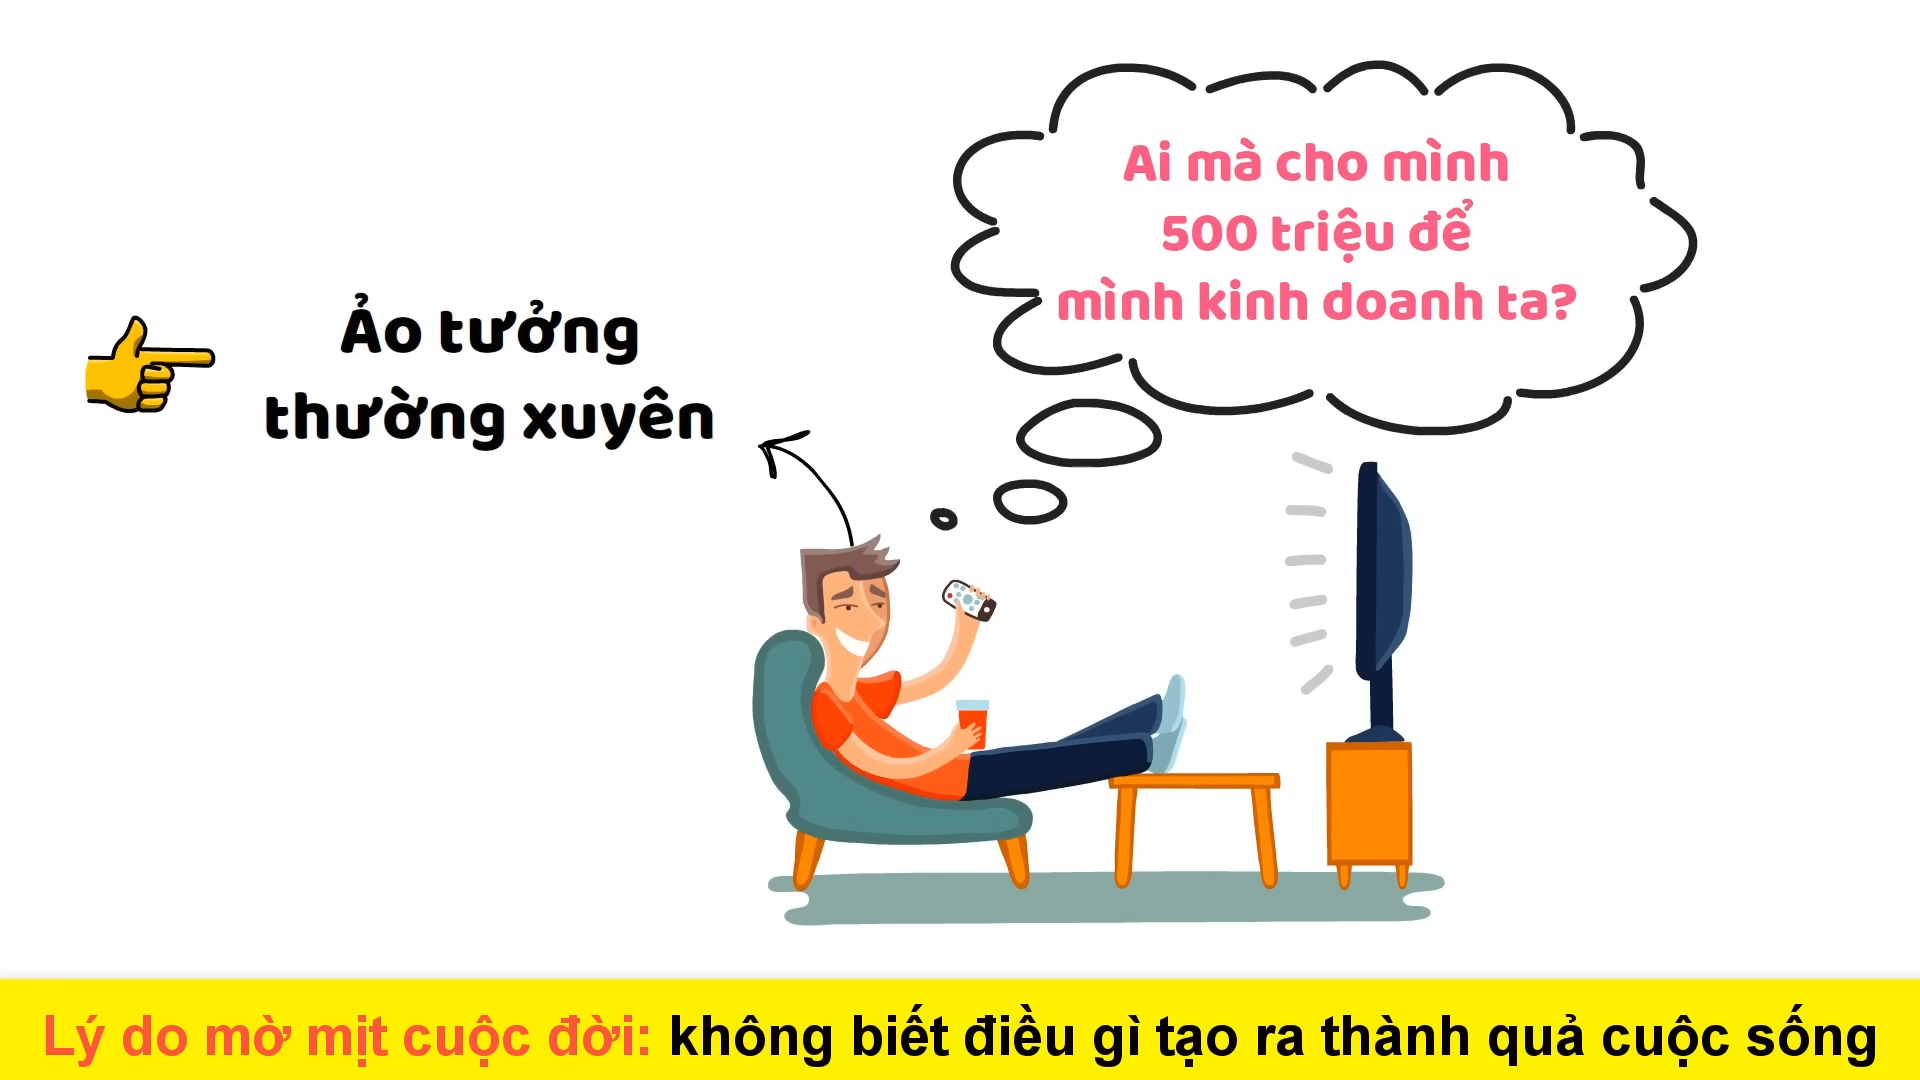 Ai mà cho mình
500 triệu để
mình kinh doanh ta?
Ảo tưởng
thường xuyên
Lý do mờ mịt cuộc đời: không biết điều gì tạo ra thành quả cuộc sống